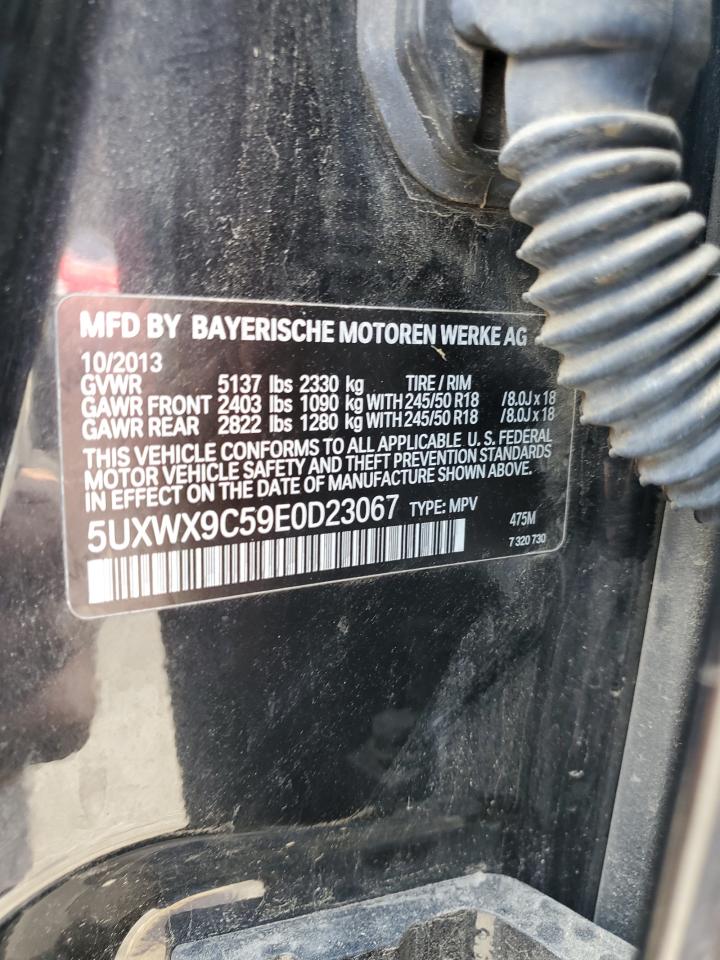 MFD BY BAYERISCHE MOTOREN WERKE AG
10/2013
GVWR 5137 lbs 2330 kg TIRE / RIM
GAWR FRONT 2403 lbs 1090 kg WITH 245/50 R18 /8.0J x 18
GAWR REAR 2822 lbs 1280 kg WITH 245/50 R18 /8.0J x 18
THIS VEHICLE CONFORMS TO ALL APPLICABLE U.S. FEDERAL
MOTOR VEHICLE SAFETY AND THEFT PREVENTION STANDARDS
IN EFFECT ON THE DATE OF MANUFACTURE SHOWN ABOVE.
5UXWX9C59E0D23067 TYPE: MPV 475M
7 320 730